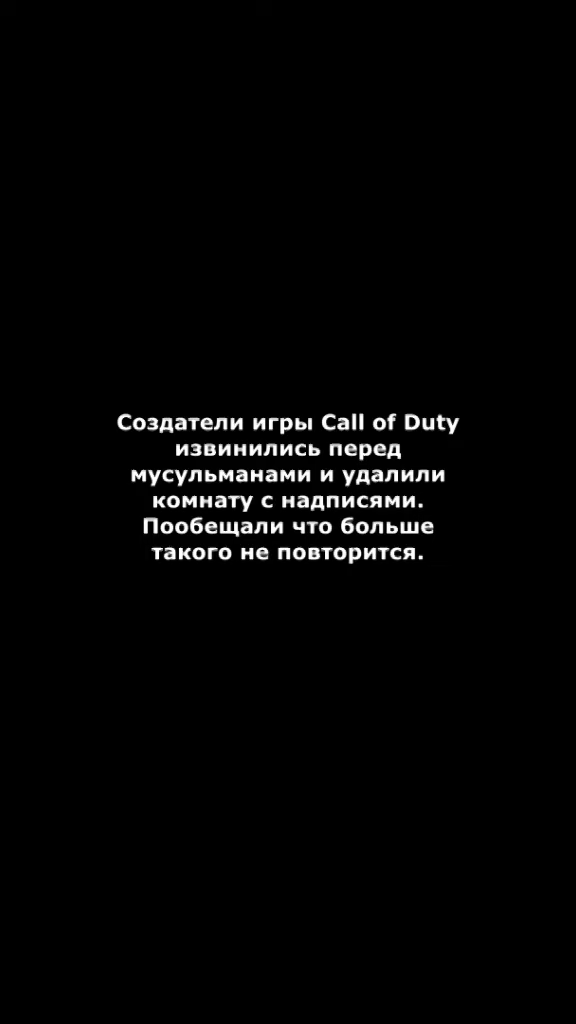 Создатели игры Call of Duty
извинились перед
мусульманами и удалили
комнату с надписями.
Пообещали что больше
такого не повторится.